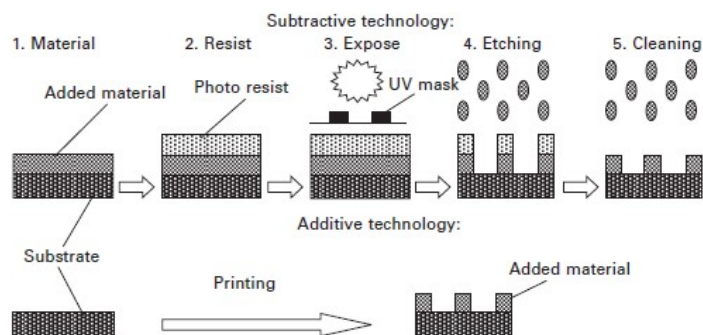 Subtractive technology:
1. Material
2. Resist
3. Expose
4. Etching
5. Cleaning
Added material
Photo resist
UV mask
Additive technology:
Substrate
Printing
Added material